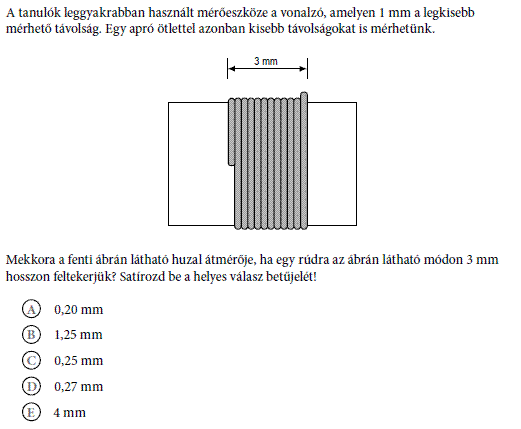 A tanulók leggyakrabban használt mérőeszköze a vonalzó, amelyen 1 mm a legkisebb
mérhető távolság. Egy apró ötlettel azonban kisebb távolságokat is mérhetünk.
3 mm
Mekkora a fenti ábrán látható huzal átmérője, ha egy rúdra az ábrán látható módon 3 mm
hosszon feltekerjük? Satírozd be a helyes válasz betűjelét!
A 0,20 mm
B 1,25 mm
C 0,25 mm
D 0,27 mm
E 4 mm